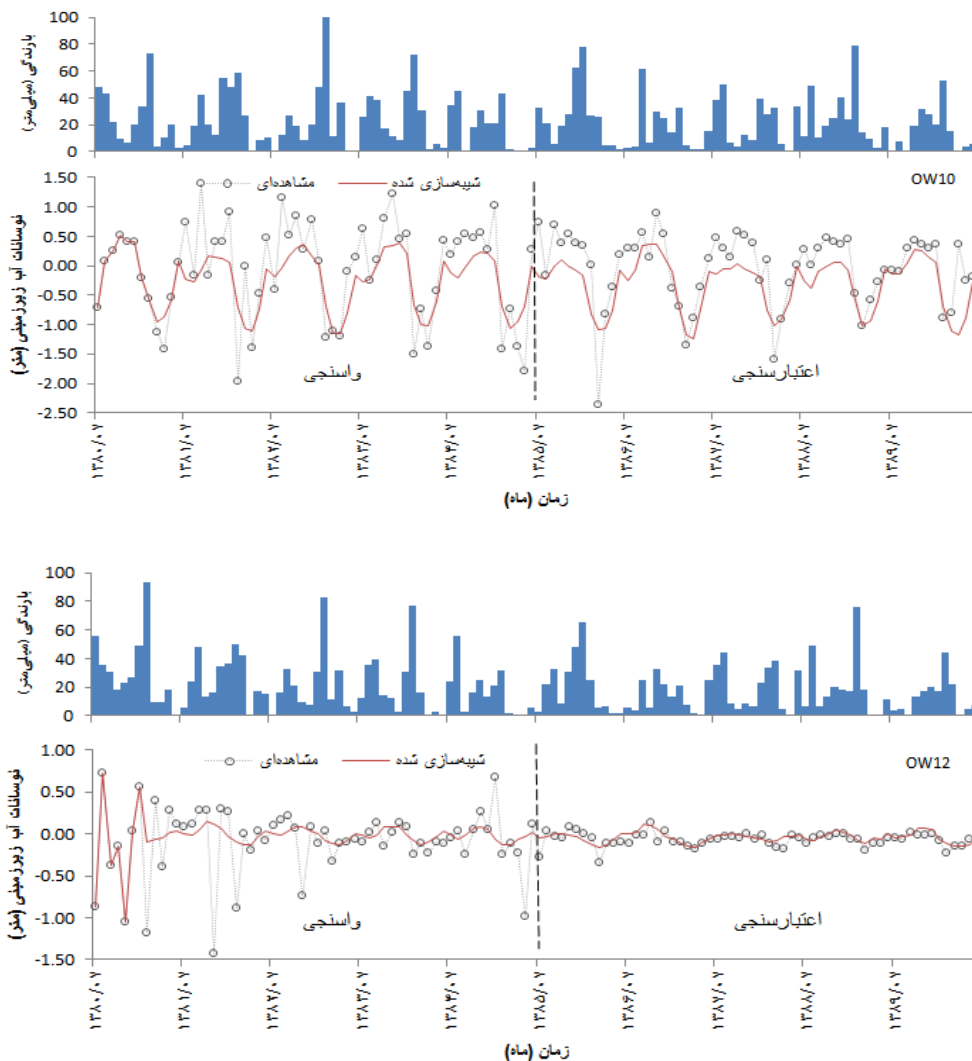 100
80
60
40
20
0
بارندگی (میلی‌متر)
1.50
1.00
0.50
0.00
-0.50
-1.00
-1.50
-2.00
-2.50
نوسانات آب زیرزمینی (متر)
مشاهده‌ای
شبیه‌سازی شده
OW10
واسنجی
اعتبارسنجی
۱۳۸۰/۰۷
۱۳۸۱/۰۷
۱۳۸۲/۰۷
۱۳۸۳/۰۷
۱۳۸۴/۰۷
۱۳۸۵/۰۷
۱۳۸۶/۰۷
۱۳۸۷/۰۷
۱۳۸۸/۰۷
۱۳۸۹/۰۷
زمان (ماه)
100
80
60
40
20
0
بارندگی (میلی‌متر)
1.00
0.50
0.00
-0.50
-1.00
-1.50
نوسانات آب زیرزمینی (متر)
مشاهده‌ای
شبیه‌سازی شده
OW12
واسنجی
اعتبارسنجی
۱۳۸۰/۰۷
۱۳۸۱/۰۷
۱۳۸۲/۰۷
۱۳۸۳/۰۷
۱۳۸۴/۰۷
۱۳۸۵/۰۷
۱۳۸۶/۰۷
۱۳۸۷/۰۷
۱۳۸۸/۰۷
۱۳۸۹/۰۷
زمان (ماه)